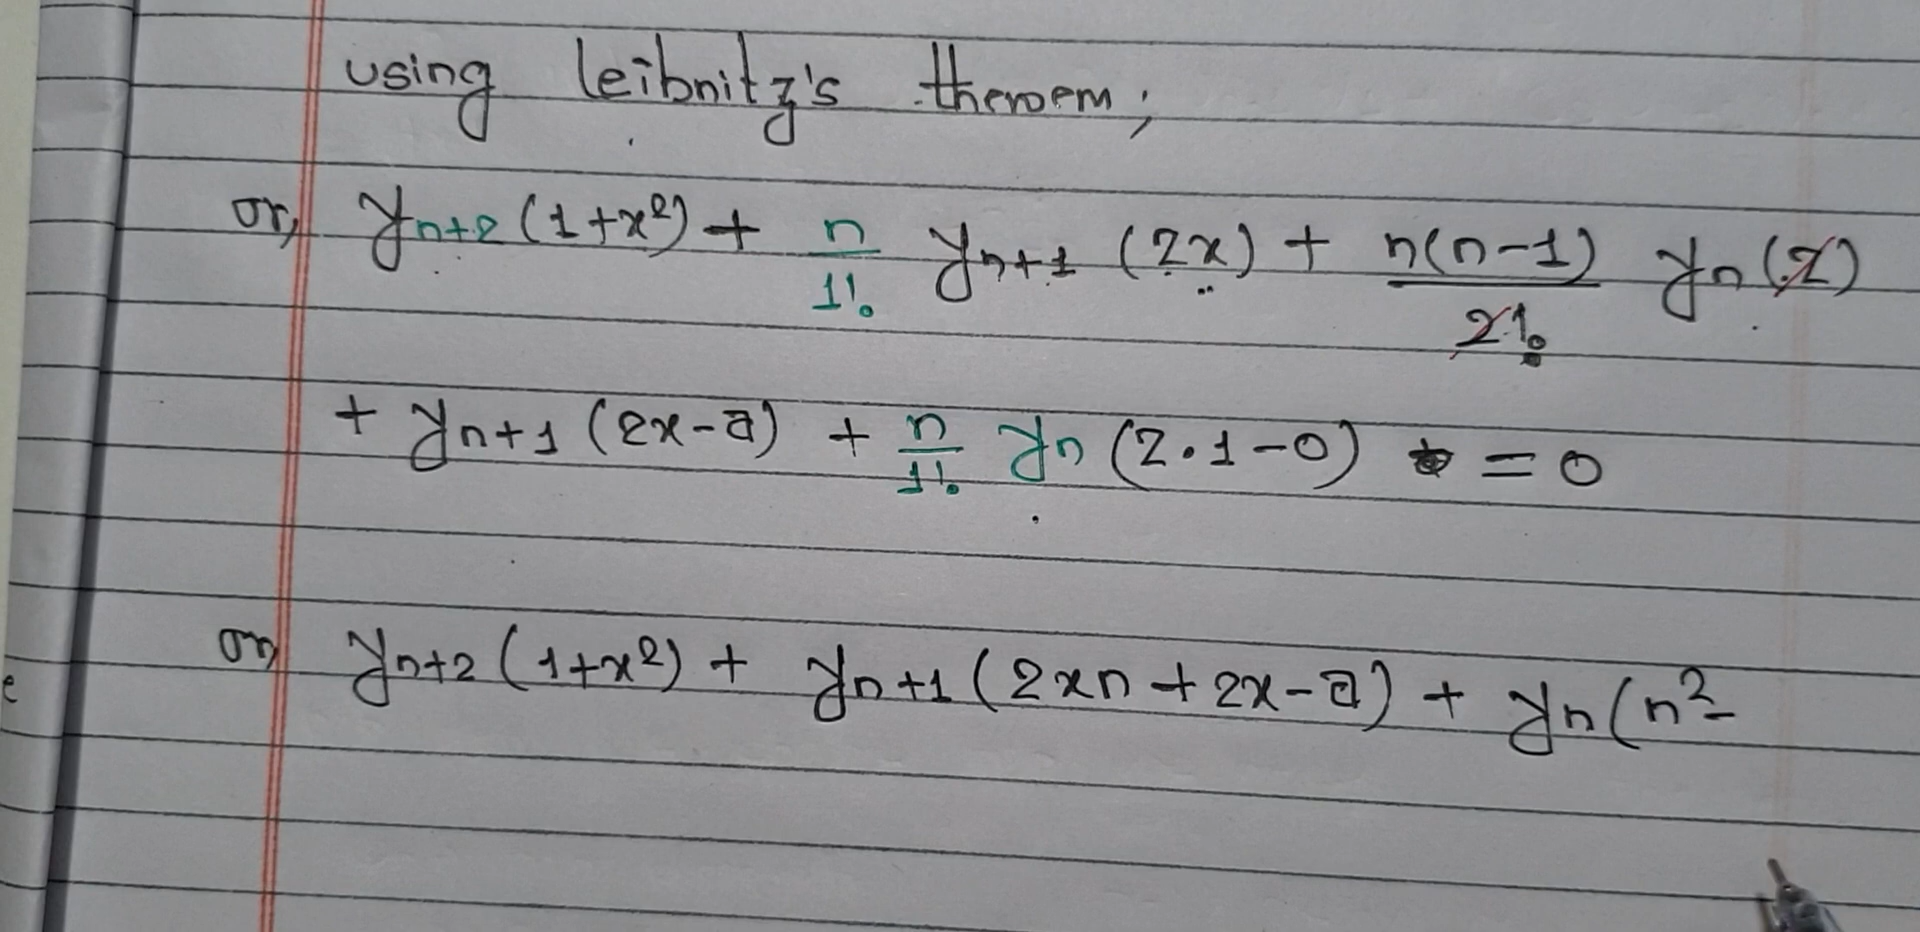 using leibnitz's theroem;
or, yn+2 (1+x²) + n/1! yn+1 (2x) + n(n-1)/2! yn (2)
+ yn+1 (2x-a) + n/1! yn (2.1-0) = 0
or, yn+2 (1+x²) + yn+1 (2xn + 2x-a) + yn (n²-
e